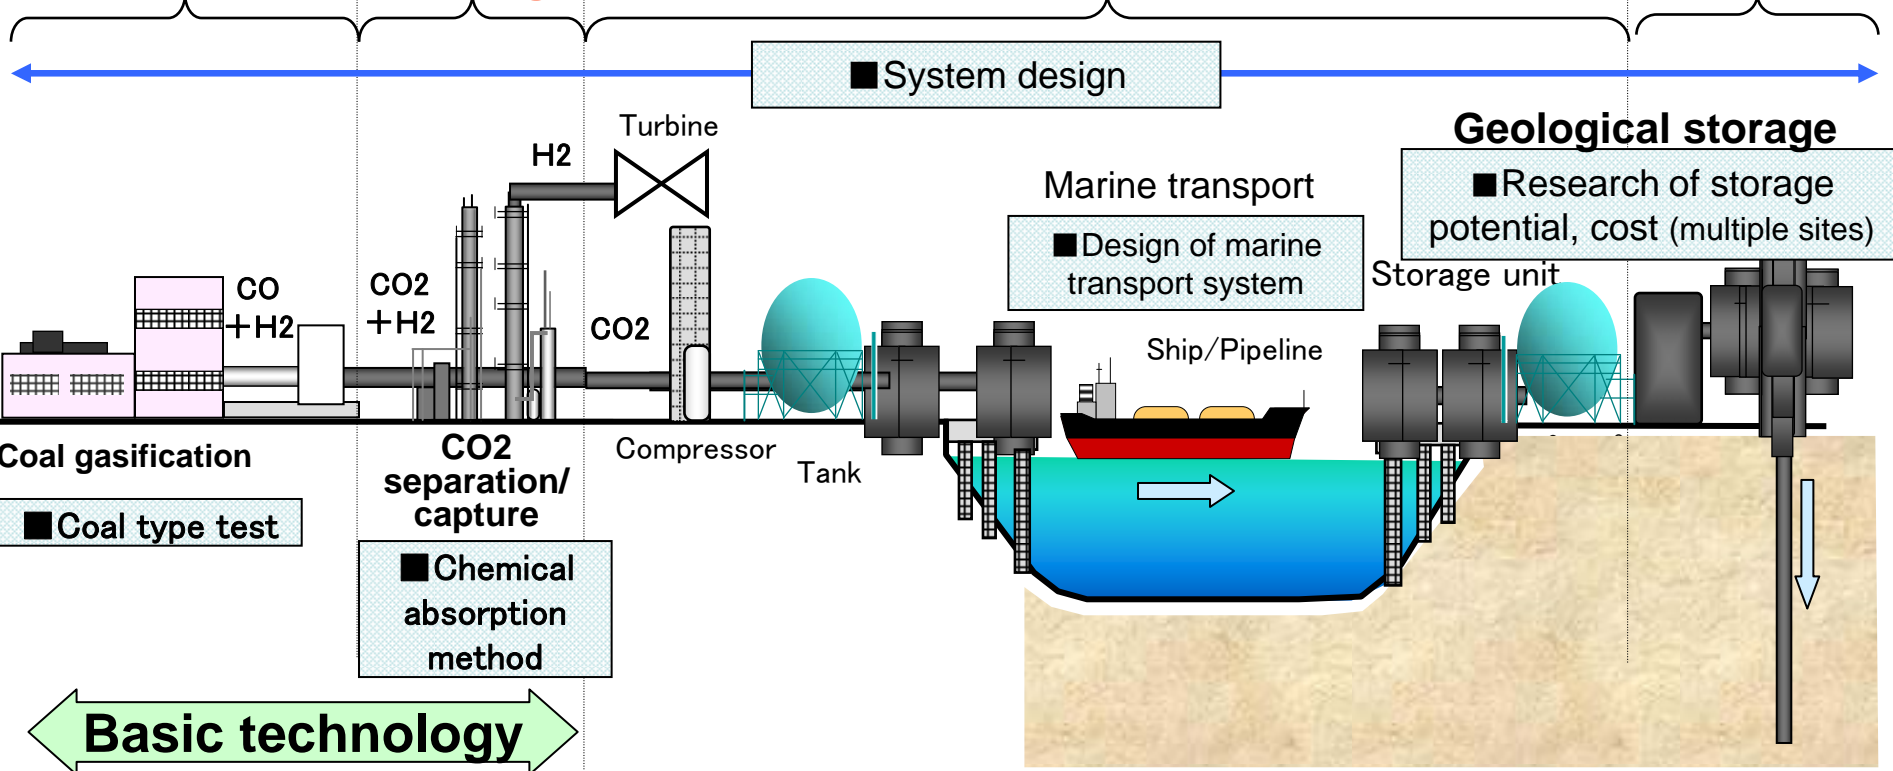 ■System design
Turbine
H2
Geological storage
■Research of storage
potential, cost (multiple sites)
Marine transport
■Design of marine
transport system
Storage unit
CO
+H2
CO2
+H2
CO2
Ship/Pipeline
Coal gasification
CO2
separation/
capture
Compressor
Tank
■Coal type test
■Chemical
absorption
method
Basic technology